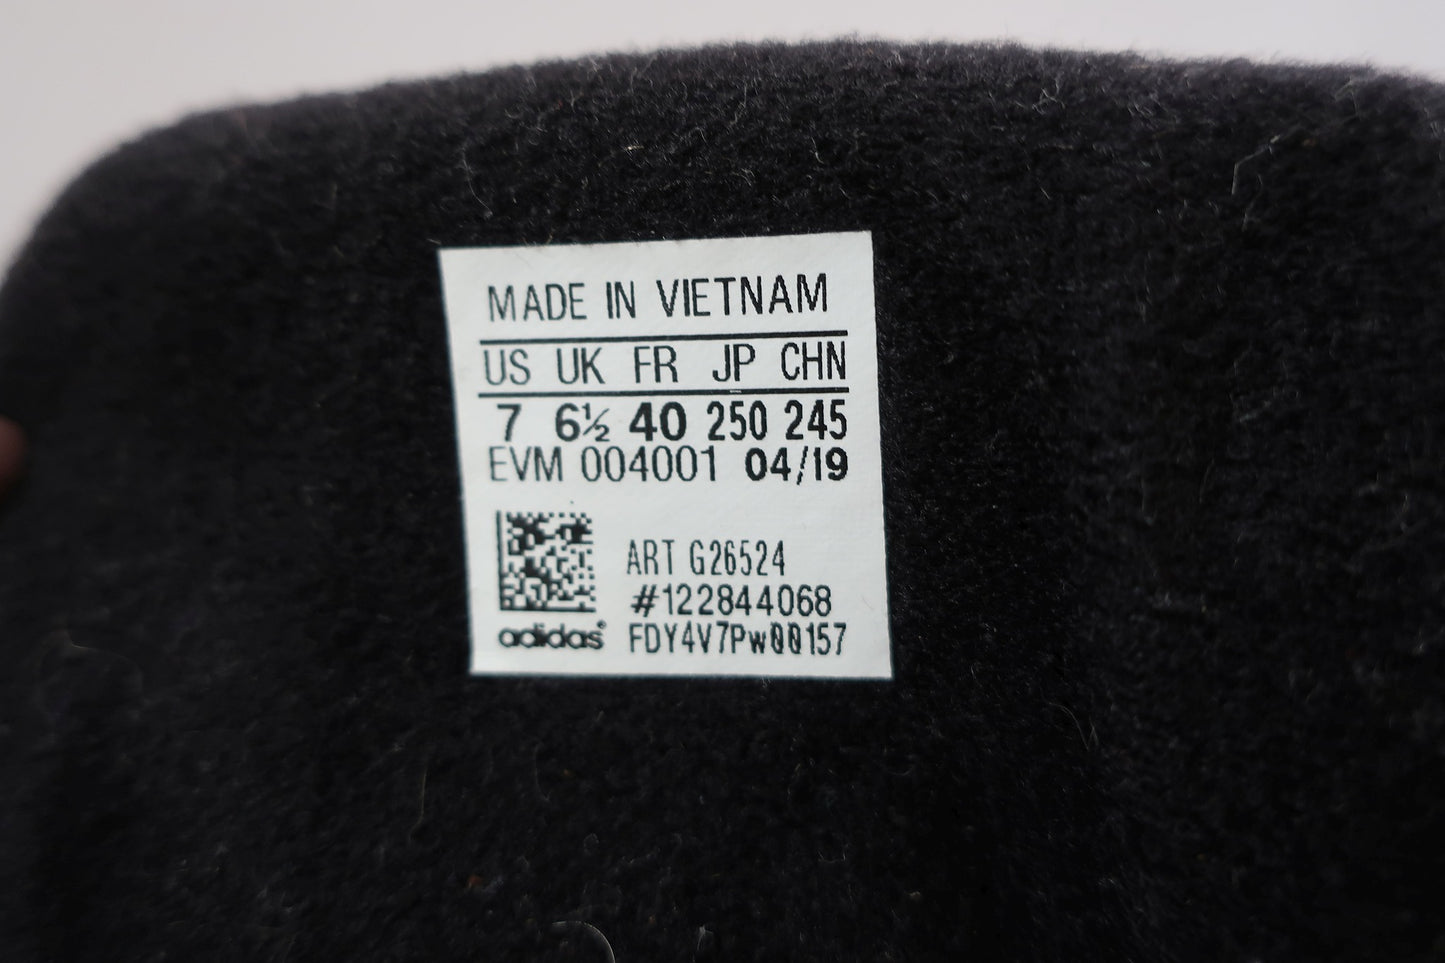 MADE IN VIETNAM
US UK FR JP CHN
7 6½ 40 250 245
EVM 004001 04/19
ART G26524
#122844068
adidas® FDY4V7Pw00157